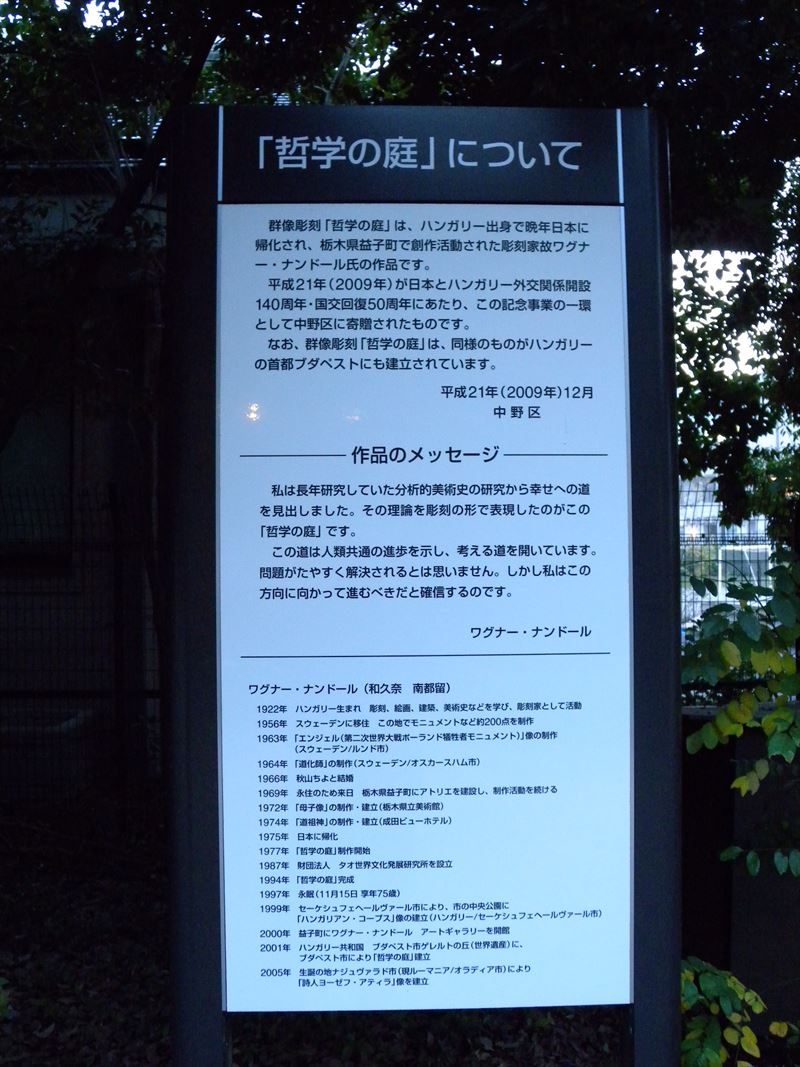 「哲学の庭」について
群像彫刻「哲学の庭」は、ハンガリー出身で晩年日本に
帰化され、栃木県益子町で創作活動された彫刻家故ワグナ
ー・ナンドール氏の作品です。
平成21年(2009年)が日本とハンガリー外交関係開設
140周年・国交回復50周年にあたり、この記念事業の一環
として中野区に寄贈されたものです。
なお、群像彫刻「哲学の庭」は、同様のものがハンガリー
の首都ブダペストにも建立されています。
平成21年(2009年)12月
中 野 区
作品のメッセージ
私は長年研究していた分析的美術史の研究から幸せへの道
を見出しました。その理論を彫刻の形で表現したのがこの
「哲学の庭」です。
この道は人類共通の進歩を示し、考える道を開いています。
問題がたやすく解決されるとは思いません。しかし私はこの
方向に向かって進むべきだと確信するのです。
ワグナー・ナンドール
ワグナー・ナンドール(和久奈 南都留)
1922年 ハンガリー生まれ 彫刻、絵画、建築、美術史などを学び、彫刻家として活動
1956年 スウェーデンに移住 この地でモニュメントなど約200点を制作
1963年 「エンジェル(第二次世界大戦ポーランド犠牲者モニュメント)」像の制作
(スウェーデン/ルンド市)
1964年 「道化師」の制作(スウェーデン/オスカースハム市)
1966年 秋山ちよと結婚
1969年 永住のため来日 栃木県益子町にアトリエを建設し、制作活動を続ける
1972年 「母子像」の制作・建立(栃木県立美術館)
1974年 「道祖神」の制作・建立(成田ビューホテル)
1975年 日本に帰化
1977年 「哲学の庭」制作開始
1987年 財団法人 タオ世界文化発展研究所を設立
1994年 「哲学の庭」完成
1997年 永眠(11月15日 享年75歳)
1999年 セーケシュフェヘールヴァール市により、市の中央公園に
「ハンガリアン・コープス」像の建立(ハンガリー/セーケシュフェヘールヴァール市)
2000年 益子町にワグナー・ナンドール アートギャラリーを開館
2001年 ハンガリー共和国 ブダペスト市ゲレルトの丘(世界遺産)に、
ブダペスト市により「哲学の庭」建立
2005年 生誕の地ナジュヴァラド市(現ルーマニア/オラディア市)により
「詩人ヨーゼフ・アティラ」像を建立